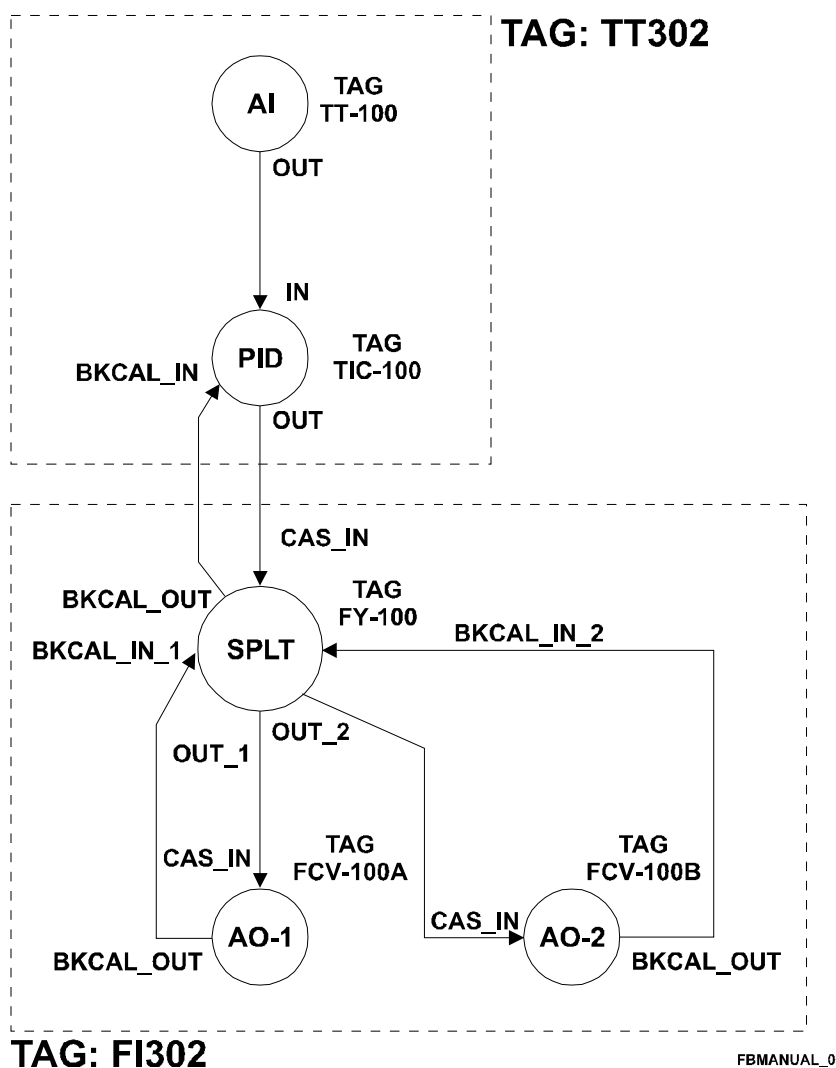 TAG: TT302
AI
TAG
TT-100
OUT
IN
PID
TAG
TIC-100
BKCAL_IN
OUT
CAS_IN
BKCAL_OUT
TAG
FY-100
BKCAL_IN_1
SPLT
BKCAL_IN_2
OUT_1
OUT_2
CAS_IN
TAG
FCV-100A
TAG
FCV-100B
AO-1
CAS_IN
AO-2
BKCAL_OUT
BKCAL_OUT
TAG: FI302
FBMANUAL_0